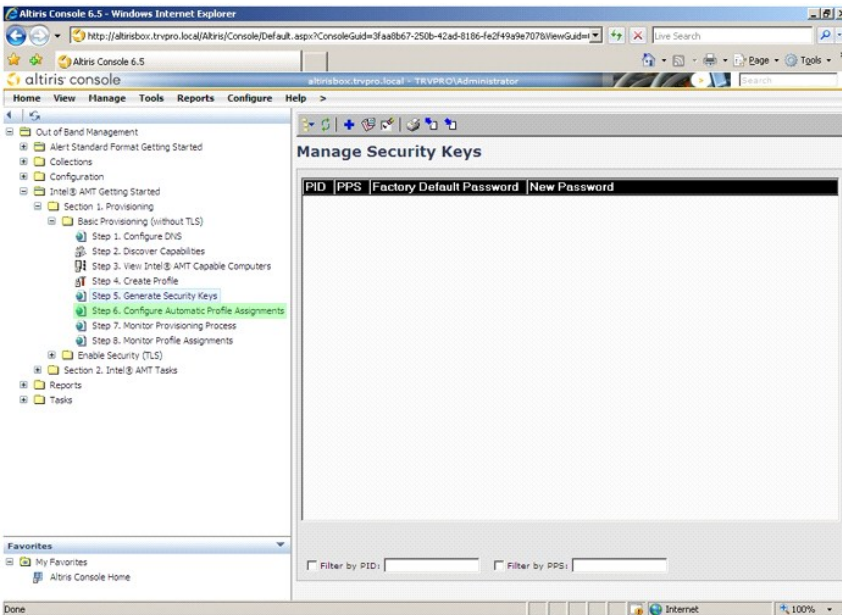 Altiris Console 6.5 - Windows Internet Explorer
http://altirisbox.trvpro.local/Altiris/Console/Default.aspx?ConsoleGuid=3faa8b67-250b-42ad-8186-fe2f49a9e707&ViewGuid=
Live Search
Altiris Console 6.5
Page
Tools
altiris console
altirisbox.trvpro.local - TRVPRO\Administrator
Search
Home View Manage Tools Reports Configure Help >
Out of Band Management
Alert Standard Format Getting Started
Collections
Configuration
Intel® AMT Getting Started
Section 1. Provisioning
Basic Provisioning (without TLS)
Step 1. Configure DNS
Step 2. Discover Capabilities
Step 3. View Intel® AMT Capable Computers
Step 4. Create Profile
Step 5. Generate Security Keys
Step 6. Configure Automatic Profile Assignments
Step 7. Monitor Provisioning Process
Step 8. Monitor Profile Assignments
Enable Security (TLS)
Section 2. Intel® AMT Tasks
Reports
Tasks
Manage Security Keys
PID PPS Factory Default Password New Password
Filter by PID:
Filter by PPS:
Favorites
My Favorites
Altiris Console Home
Done
Internet
100%